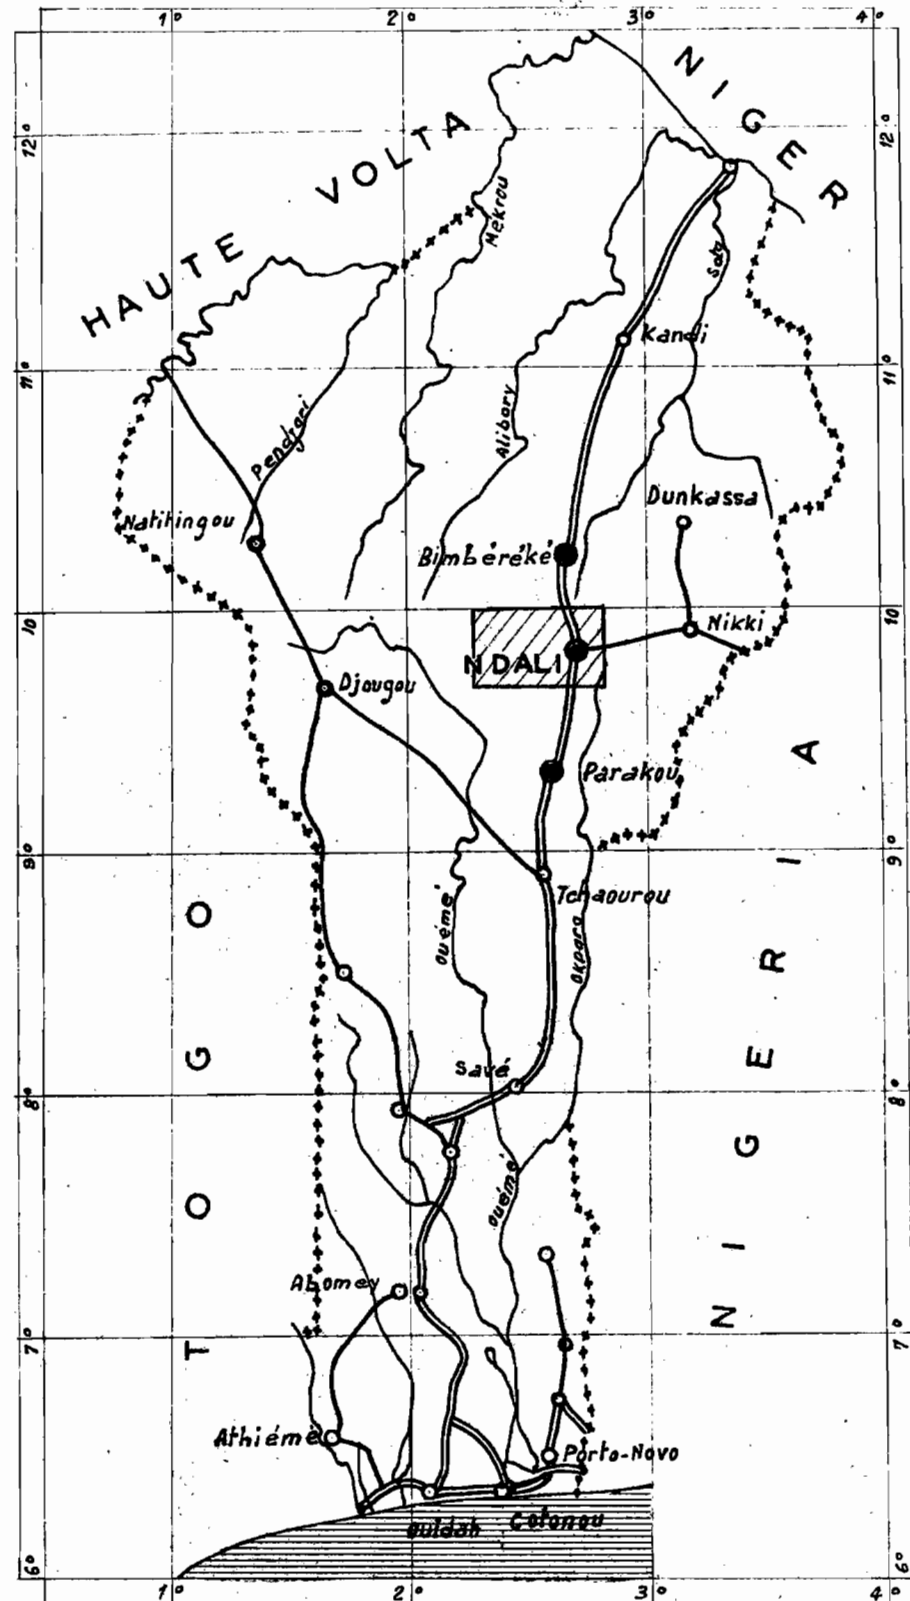 1° 2° 3° 4°
NIGER
12° 12°
HAUTE VOLTA
Mékrou
Sota
Kandi
11° 11°
Pendjari
Alibory
Dunkassa
Natitingou
Bimbéréké
10 10°
Nikki
N DALI
Djougou
Parakou
9° 9°
Tchaourou
Ouémé
Okpara
TOGO
NIGERIA
Savé
8° 8°
Ouémé
Abomey
7° 7°
Athiémé
Porto-Novo
Ouidah Cotonou
6° 6°
1° 2° 3° 4°